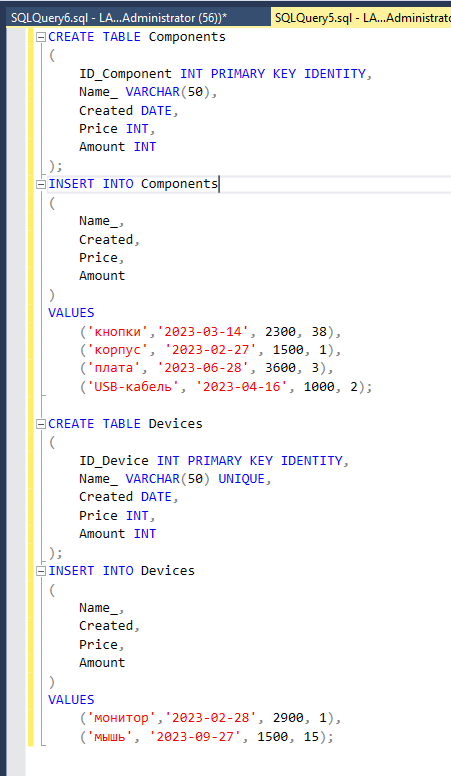 SQLQuery6.sql - LA...Administrator (56))* SQLQuery5.sql - LA...Administrato
CREATE TABLE Components
(
ID_Component INT PRIMARY KEY IDENTITY,
Name_ VARCHAR(50),
Created DATE,
Price INT,
Amount INT
);
INSERT INTO Components
(
Name_,
Created,
Price,
Amount
)
VALUES
('кнопки','2023-03-14', 2300, 38),
('корпус', '2023-02-27', 1500, 1),
('плата', '2023-06-28', 3600, 3),
('USB-кабель', '2023-04-16', 1000, 2);
CREATE TABLE Devices
(
ID_Device INT PRIMARY KEY IDENTITY,
Name_ VARCHAR(50) UNIQUE,
Created DATE,
Price INT,
Amount INT
);
INSERT INTO Devices
(
Name_,
Created,
Price,
Amount
)
VALUES
('монитор','2023-02-28', 2900, 1),
('мышь', '2023-09-27', 1500, 15);